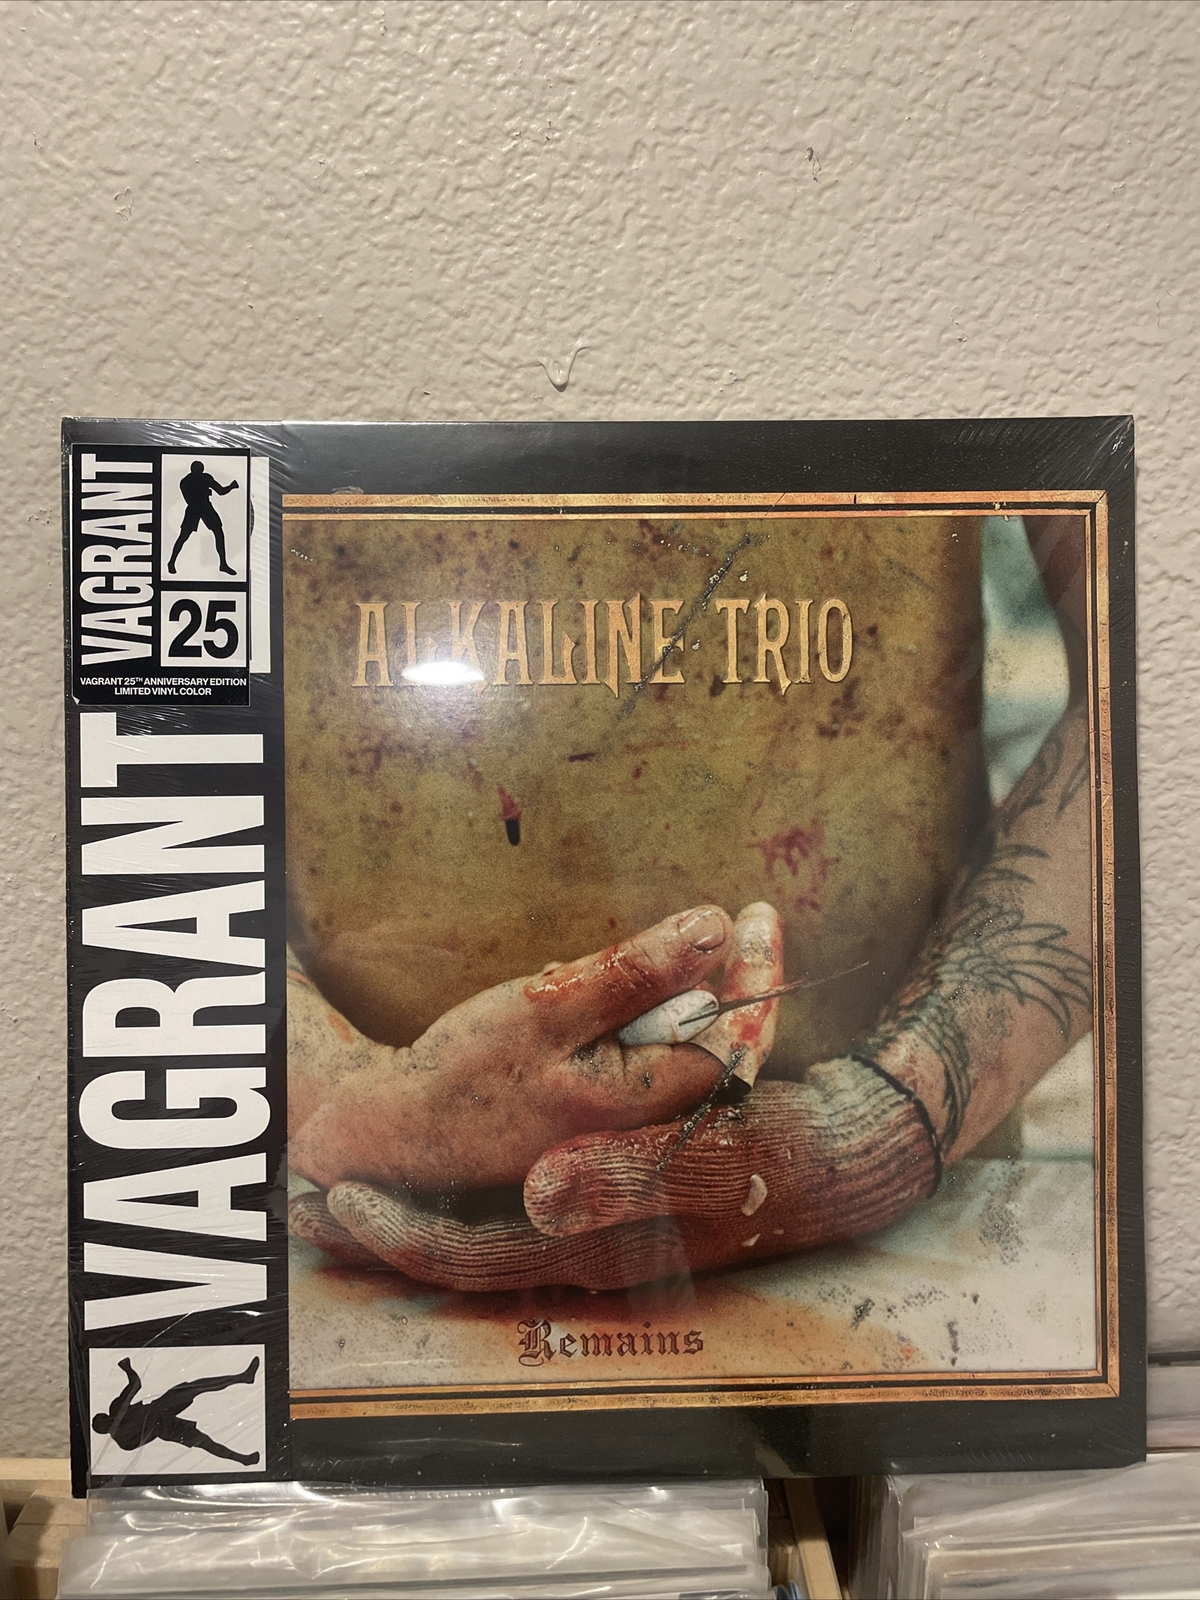 VAGRANT
25
VAGRANT 25TH ANNIVERSARY EDITION
LIMITED VINYL COLOR
VAGRANT
ALKALINE TRIO
Remains